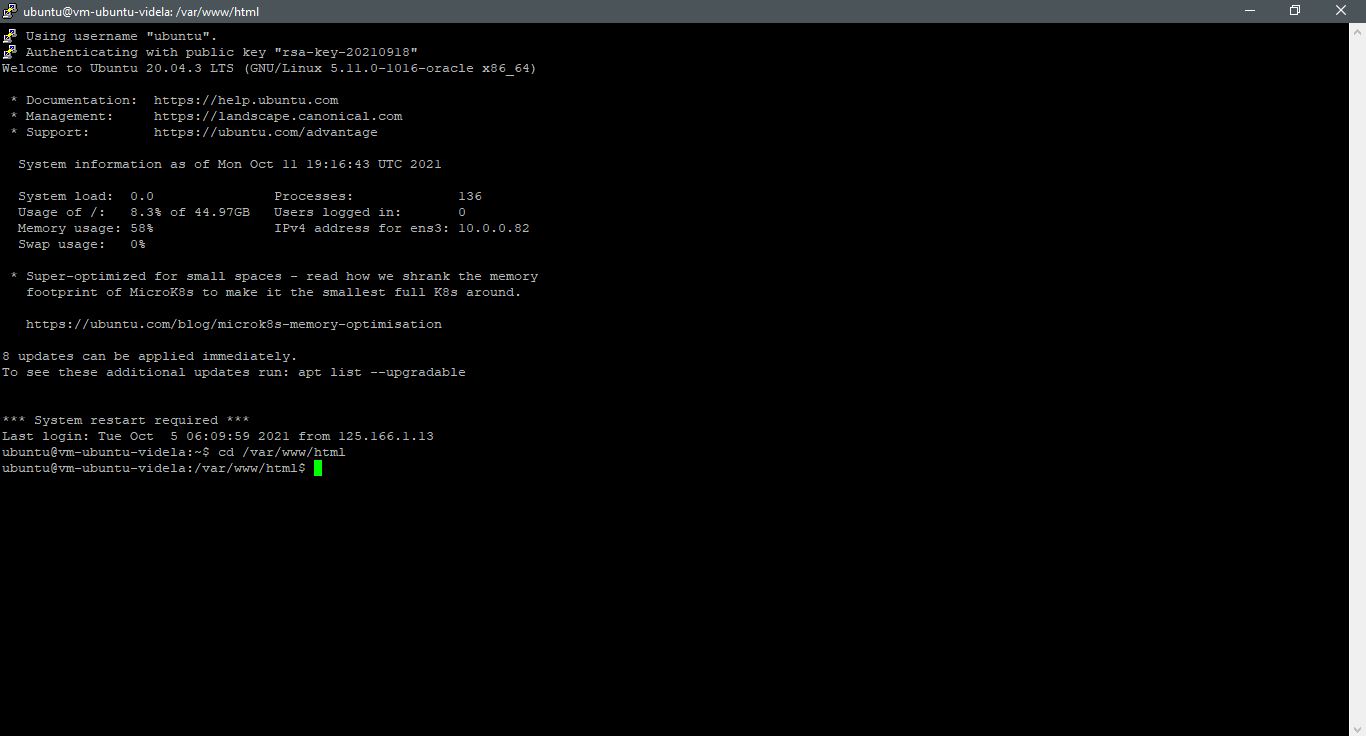 ubuntu@vm-ubuntu-videla: /var/www/html
Using username "ubuntu".
Authenticating with public key "rsa-key-20210918"
Welcome to Ubuntu 20.04.3 LTS (GNU/Linux 5.11.0-1016-oracle x86_64)
* Documentation:  https://help.ubuntu.com
* Management:     https://landscape.canonical.com
* Support:        https://ubuntu.com/advantage
System information as of Mon Oct 11 19:16:43 UTC 2021
System load:  0.0               Processes:             136
Usage of /:   8.3% of 44.97GB   Users logged in:       0
Memory usage: 58%               IPv4 address for ens3: 10.0.0.82
Swap usage:   0%
* Super-optimized for small spaces - read how we shrank the memory
footprint of MicroK8s to make it the smallest full K8s around.
https://ubuntu.com/blog/microk8s-memory-optimisation
8 updates can be applied immediately.
To see these additional updates run: apt list --upgradable
*** System restart required ***
Last login: Tue Oct  5 06:09:59 2021 from 125.166.1.13
ubuntu@vm-ubuntu-videla:~$ cd /var/www/html
ubuntu@vm-ubuntu-videla:/var/www/html$